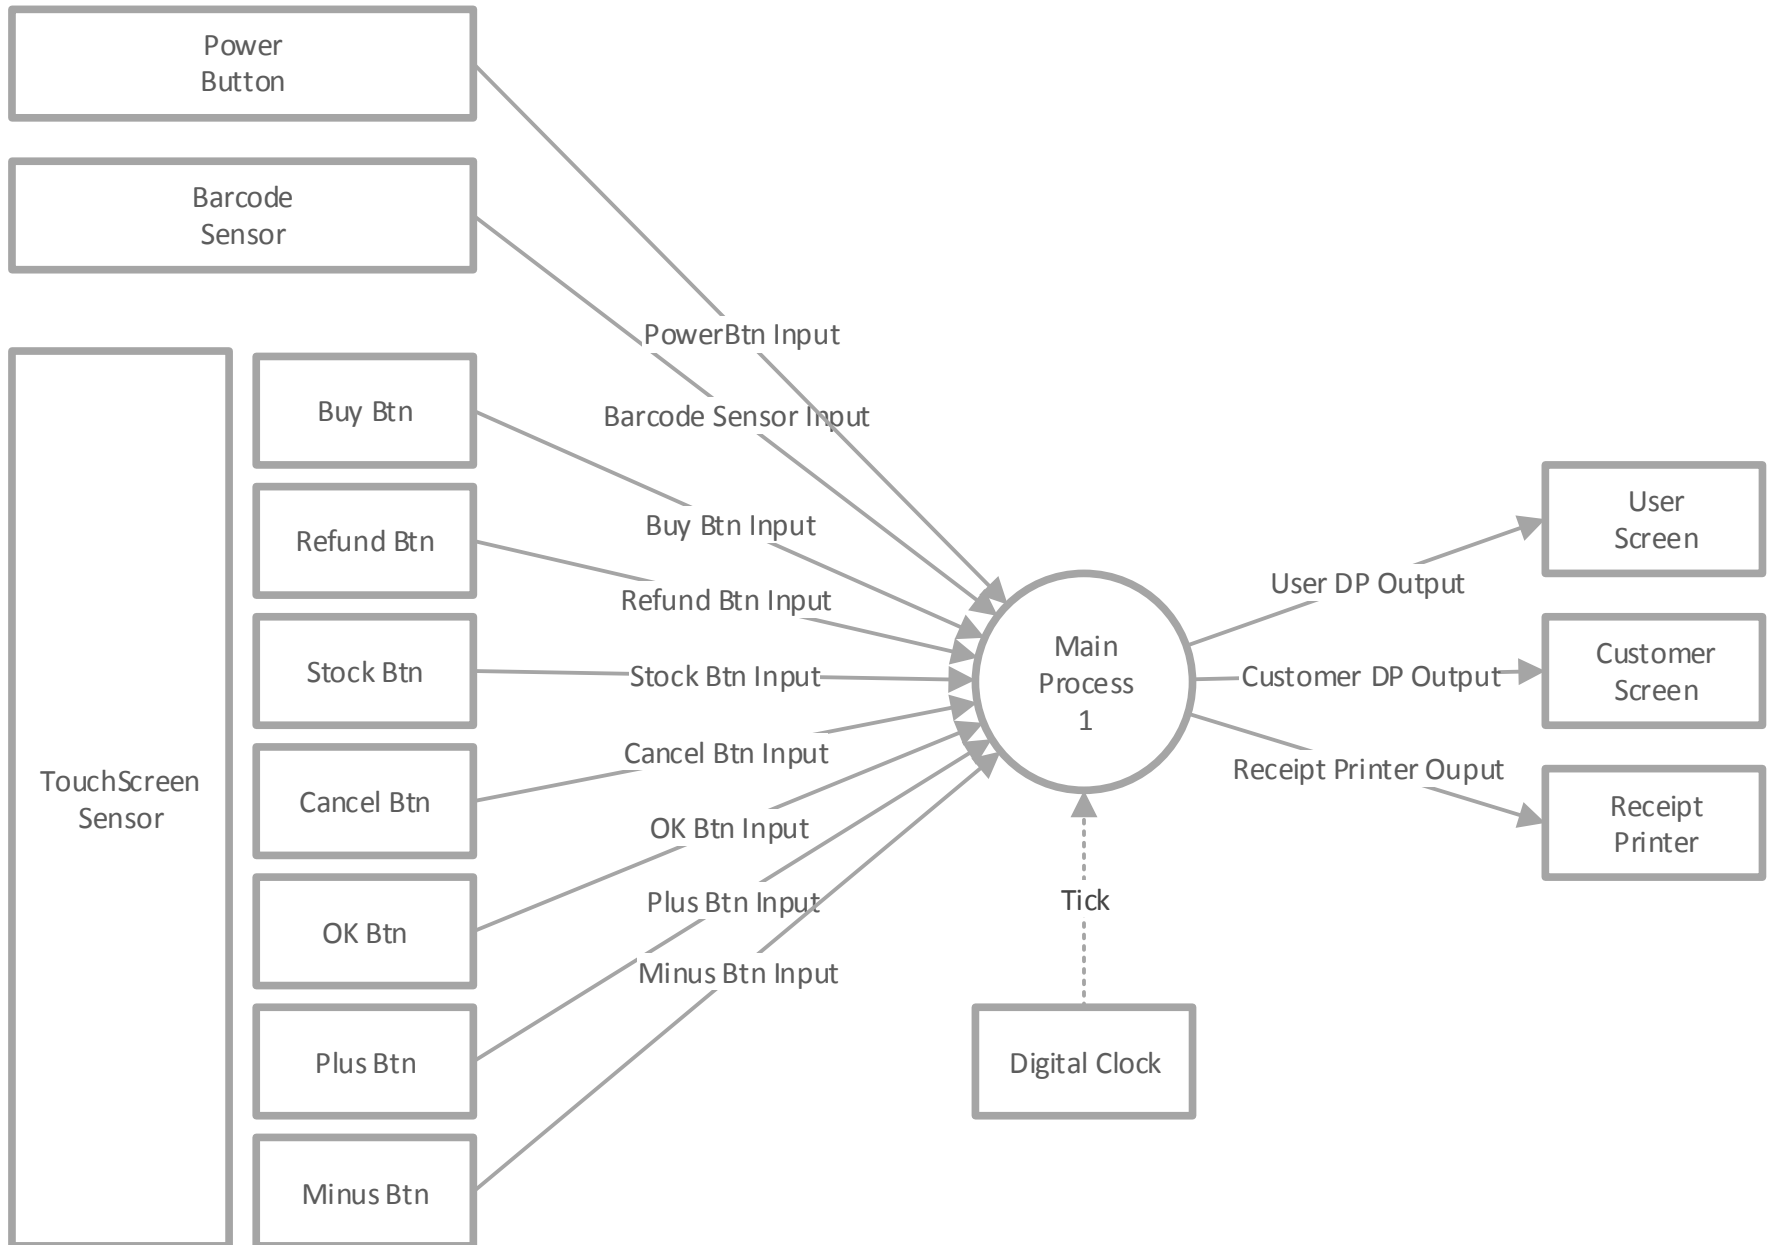 Power
Button
Barcode
Sensor
PowerBtn Input
Barcode Sensor Input
Buy Btn
Buy Btn Input
Refund Btn
Refund Btn Input
Stock Btn
Stock Btn Input
Cancel Btn
Cancel Btn Input
TouchScreen
Sensor
OK Btn
OK Btn Input
Plus Btn
Plus Btn Input
Minus Btn
Minus Btn Input
Main
Process
1
Tick
Digital Clock
User DP Output
User
Screen
Customer DP Output
Customer
Screen
Receipt Printer Ouput
Receipt
Printer